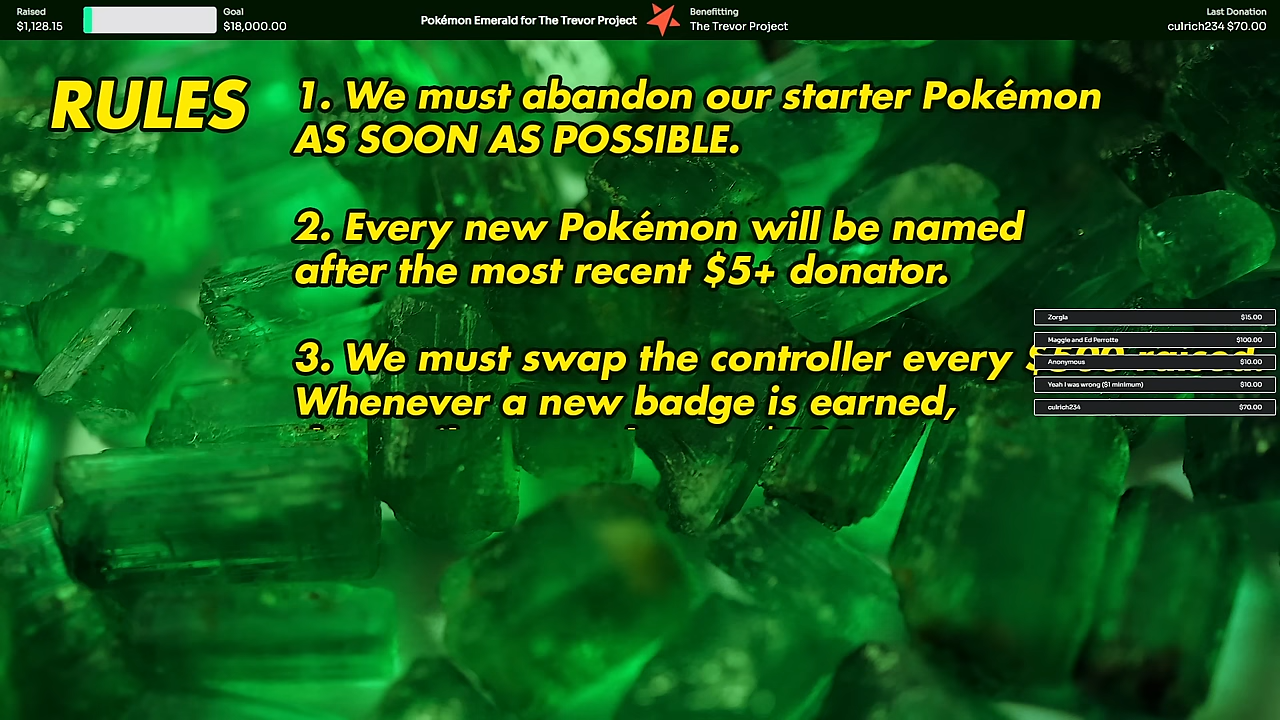 Raised
$1,128.15
Goal
$18,000.00
Pokémon Emerald for The Trevor Project
Benefitting
The Trevor Project
Last Donation
culrich234 $70.00
RULES
1. We must abandon our starter Pokémon
AS SOON AS POSSIBLE.
2. Every new Pokémon will be named
after the most recent $5+ donator.
3. We must swap the controller every $500 raised.
Whenever a new badge is earned,
Zorgla $15.00
Maggie and Ed Perrotte $100.00
Anonymous $10.00
Yeah I was wrong ($1 minimum) $10.00
culrich234 $70.00